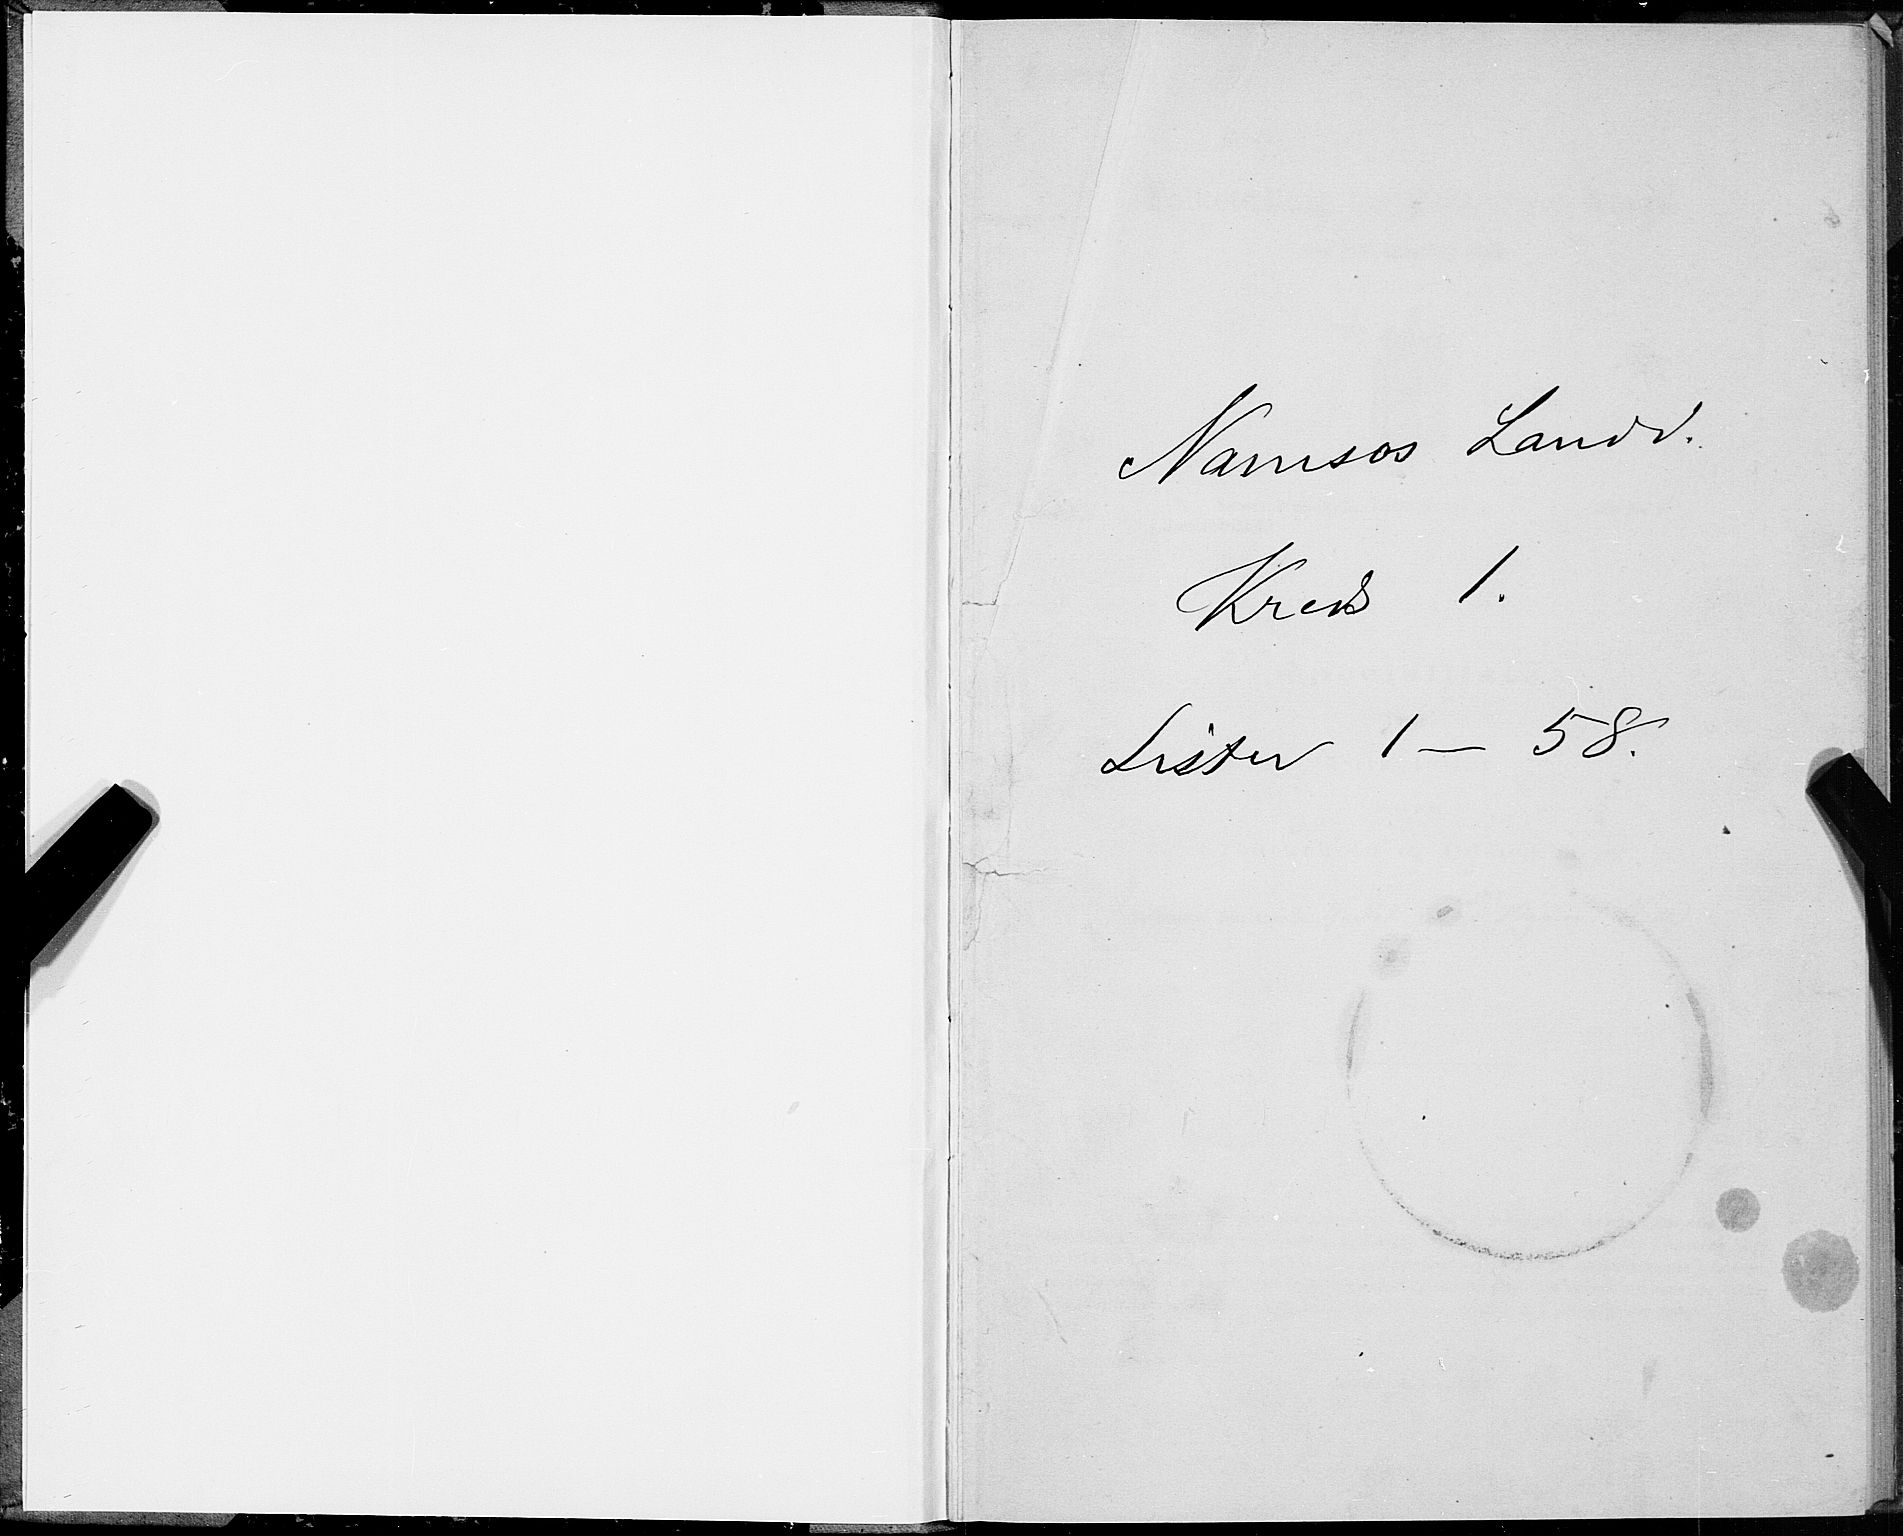 Namsos Landd.
Kreds 1.
Lister 1 — 58.